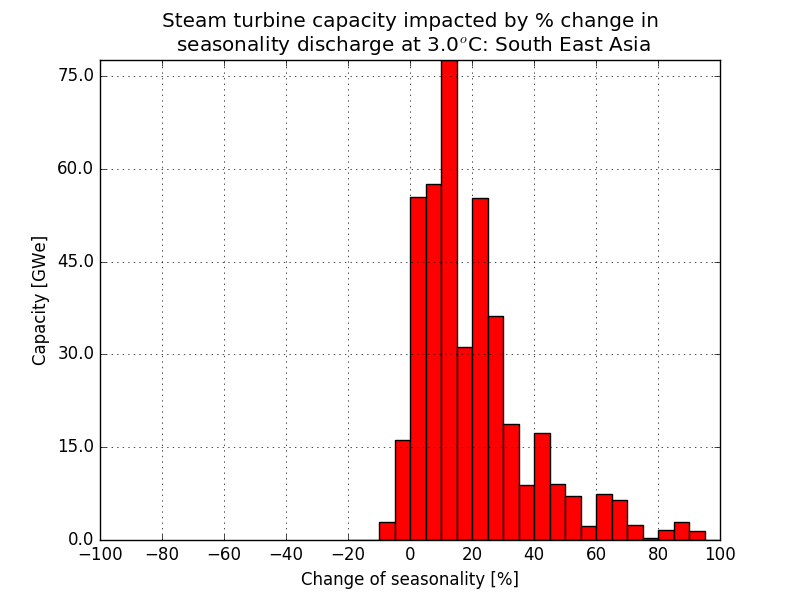 Steam turbine capacity impacted by % change in
seasonality discharge at 3.0°C: South East Asia
75.0
60.0
45.0
30.0
15.0
0.0
Capacity [GWe]
−100 −80 −60 −40 −20 0 20 40 60 80 100
Change of seasonality [%]